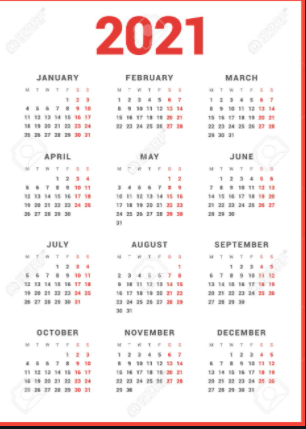 2021
JANUARY
M T W T F S S
1 2 3
4 5 6 7 8 9 10
11 12 13 14 15 16 17
18 19 20 21 22 23 24
25 26 27 28 29 30 31
FEBRUARY
M T W T F S S
1 2 3 4 5 6 7
8 9 10 11 12 13 14
15 16 17 18 19 20 21
22 23 24 25 26 27 28
MARCH
M T W T F S S
1 2 3 4 5 6 7
8 9 10 11 12 13 14
15 16 17 18 19 20 21
22 23 24 25 26 27 28
29 30 31
APRIL
M T W T F S S
1 2 3 4
5 6 7 8 9 10 11
12 13 14 15 16 17 18
19 20 21 22 23 24 25
26 27 28 29 30
MAY
M T W T F S S
1 2
3 4 5 6 7 8 9
10 11 12 13 14 15 16
17 18 19 20 21 22 23
24 25 26 27 28 29 30
31
JUNE
M T W T F S S
1 2 3 4 5 6
7 8 9 10 11 12 13
14 15 16 17 18 19 20
21 22 23 24 25 26 27
28 29 30
JULY
M T W T F S S
1 2 3 4
5 6 7 8 9 10 11
12 13 14 15 16 17 18
19 20 21 22 23 24 25
26 27 28 29 30 31
AUGUST
M T W T F S S
1
2 3 4 5 6 7 8
9 10 11 12 13 14 15
16 17 18 19 20 21 22
23 24 25 26 27 28 29
30 31
SEPTEMBER
M T W T F S S
1 2 3 4 5
6 7 8 9 10 11 12
13 14 15 16 17 18 19
20 21 22 23 24 25 26
27 28 29 30
OCTOBER
M T W T F S S
1 2 3
4 5 6 7 8 9 10
11 12 13 14 15 16 17
18 19 20 21 22 23 24
25 26 27 28 29 30 31
NOVEMBER
M T W T F S S
1 2 3 4 5 6 7
8 9 10 11 12 13 14
15 16 17 18 19 20 21
22 23 24 25 26 27 28
29 30
DECEMBER
M T W T F S S
1 2 3 4 5
6 7 8 9 10 11 12
13 14 15 16 17 18 19
20 21 22 23 24 25 26
27 28 29 30 31